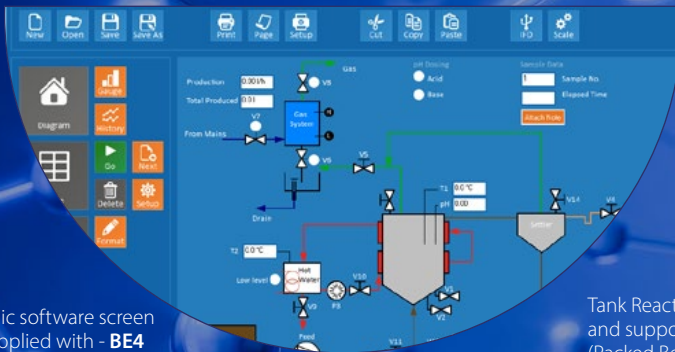 New Open Save Save As Print Page Setup Cut Copy Paste IFD Scale
Gauge
Diagram
History
Go Next
Delete Setup
Format
Production 0.00 l/h
Total Produced 0.01
V7
From Mains
Gas System
H
L
V8
Gas
V6
Drain
V5
pH Dosing
Acid
Base
Sample Data
1 Sample No.
Elapsed Time
Attach Note
T1 0.0 °C
pH 0.00
Settler
V14
T2 0.0 °C
Low level
Hot Water
V10
P3
V9
Feed
V1
V2
V11
ic software screen
pplied with - BE4
Tank React
and suppo
(Packed Be